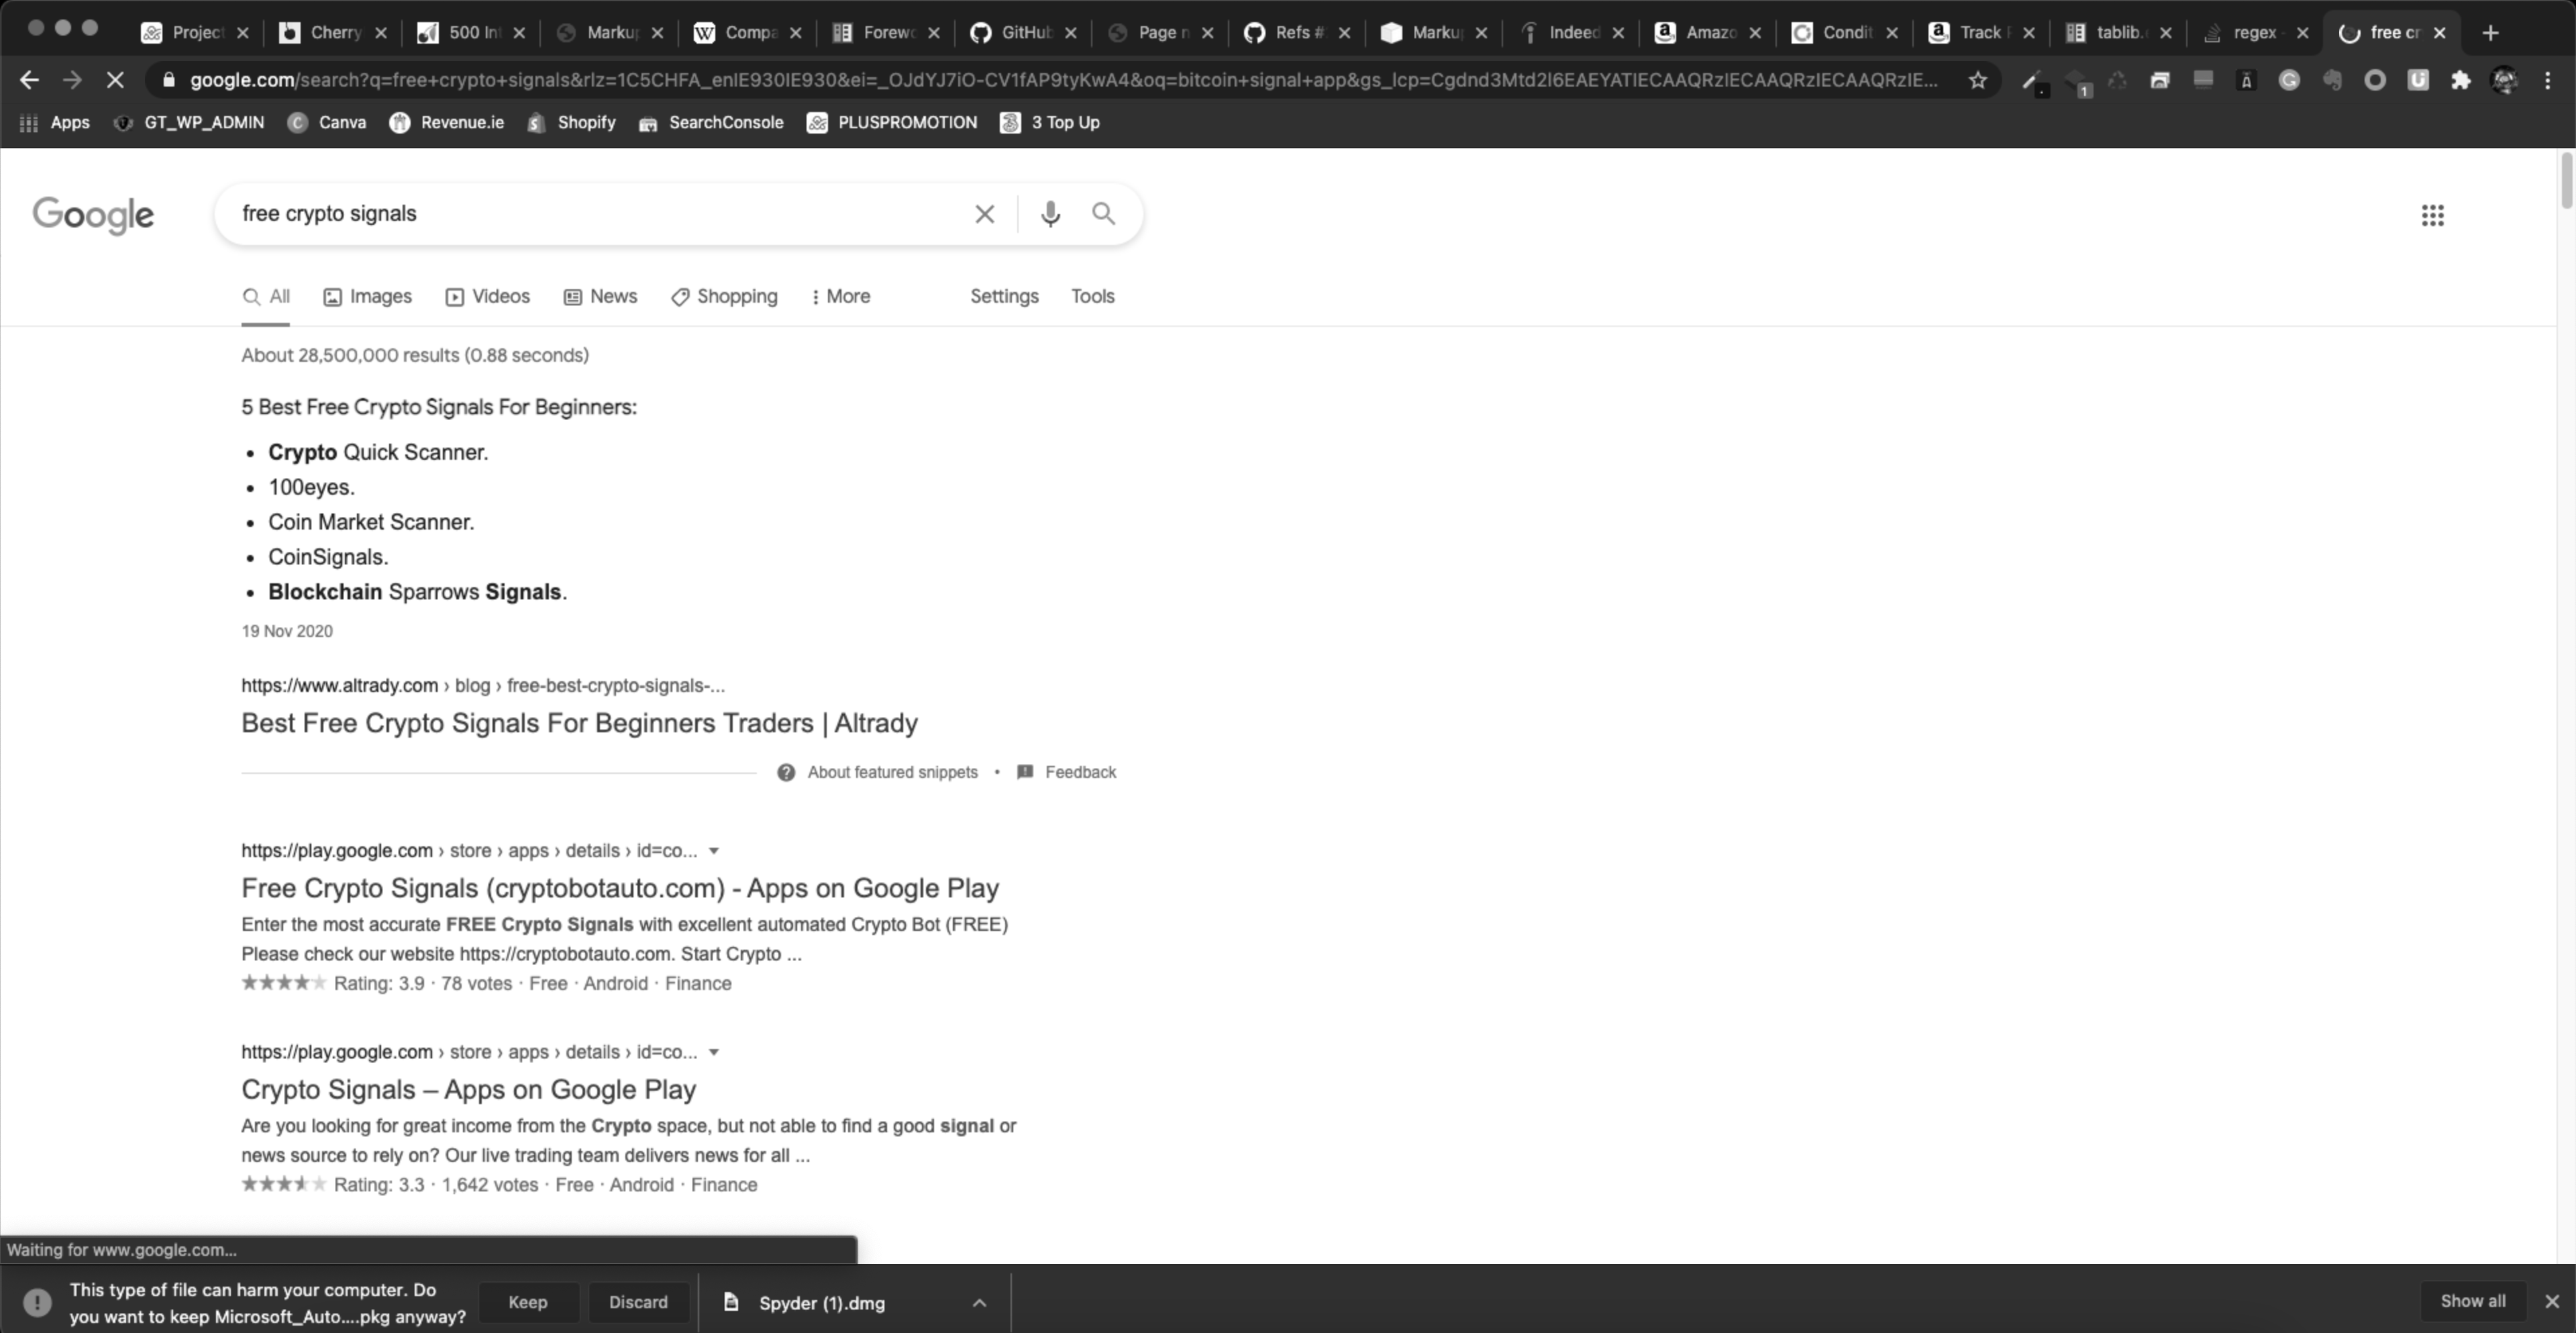 Project
Cherry
500 In
Marku
Compa
Forewo
GitHub
Page n
Refs #
Marku
Indeed
Amazo
Condit
Track
tablib.
regex -
free cr
google.com/search?q=free+crypto+signals&rlz=1C5CHFA_enIE930IE930&ei=_OJdYJ7iO-CV1fAP9tyKwA4&oq=bitcoin+signal+app&gs_lcp=Cgdnd3Mtd2l6EAEYATIECAAQRzIECAAQRzIECAAQRzIE...
Apps GT_WP_ADMIN Canva Revenue.ie Shopify SearchConsole PLUSPROMOTION 3 Top Up
Google
free crypto signals
All Images Videos News Shopping More Settings Tools
About 28,500,000 results (0.88 seconds)
5 Best Free Crypto Signals For Beginners:
• Crypto Quick Scanner.
• 100eyes.
• Coin Market Scanner.
• CoinSignals.
• Blockchain Sparrows Signals.
19 Nov 2020
https://www.altrady.com › blog › free-best-crypto-signals-...
Best Free Crypto Signals For Beginners Traders | Altrady
About featured snippets • Feedback
https://play.google.com › store › apps › details › id=co...
Free Crypto Signals (cryptobotauto.com) - Apps on Google Play
Enter the most accurate FREE Crypto Signals with excellent automated Crypto Bot (FREE)
Please check our website https://cryptobotauto.com. Start Crypto ...
Rating: 3.9 · 78 votes · Free · Android · Finance
https://play.google.com › store › apps › details › id=co...
Crypto Signals – Apps on Google Play
Are you looking for great income from the Crypto space, but not able to find a good signal or
news source to rely on? Our live trading team delivers news for all ...
Rating: 3.3 · 1,642 votes · Free · Android · Finance
Waiting for www.google.com...
This type of file can harm your computer. Do
you want to keep Microsoft_Auto....pkg anyway?
Keep
Discard
Spyder (1).dmg
Show all